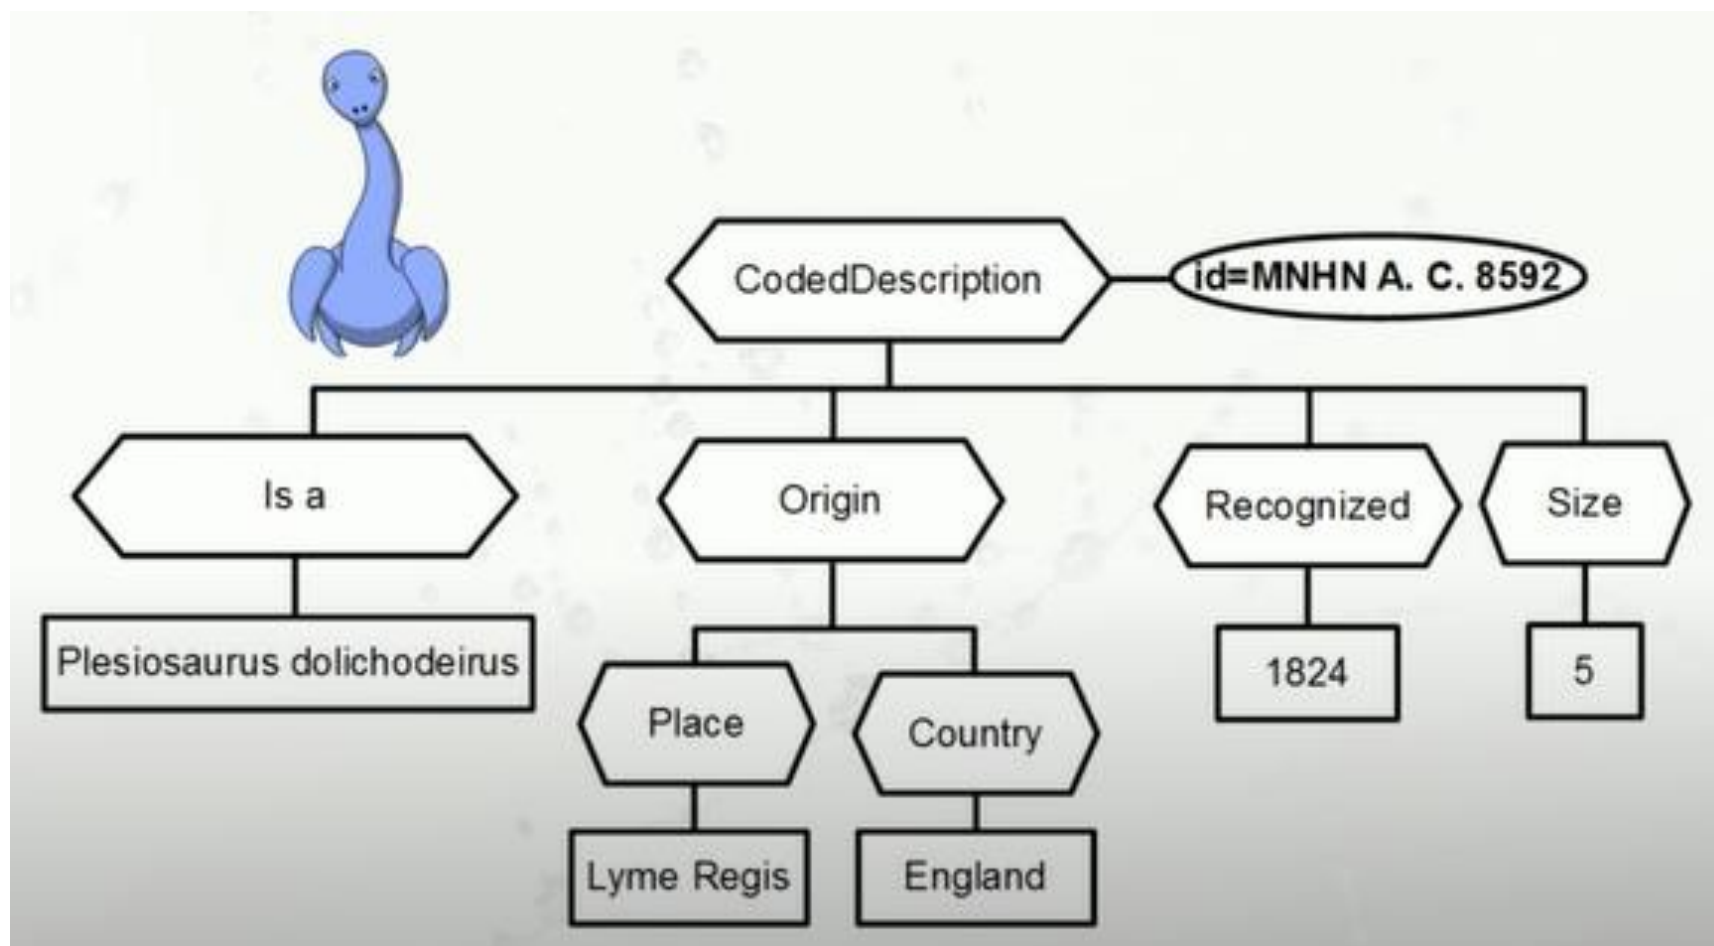 CodedDescription
id=MNHN A. C. 8592
Is a
Origin
Recognized
Size
Plesiosaurus dolichodeirus
1824
5
Place
Country
Lyme Regis
England